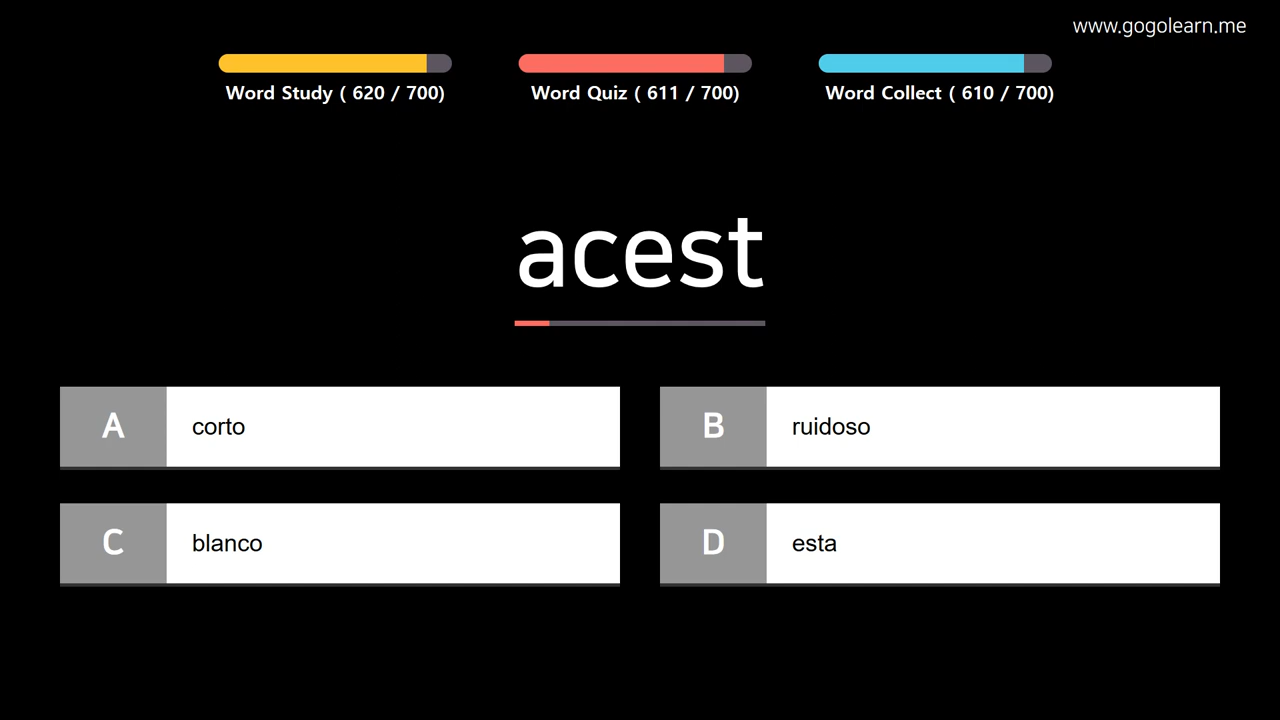 www.gogolearn.me
Word Study ( 620 / 700)
Word Quiz ( 611 / 700)
Word Collect ( 610 / 700)
acest
A corto
B ruidoso
C blanco
D esta